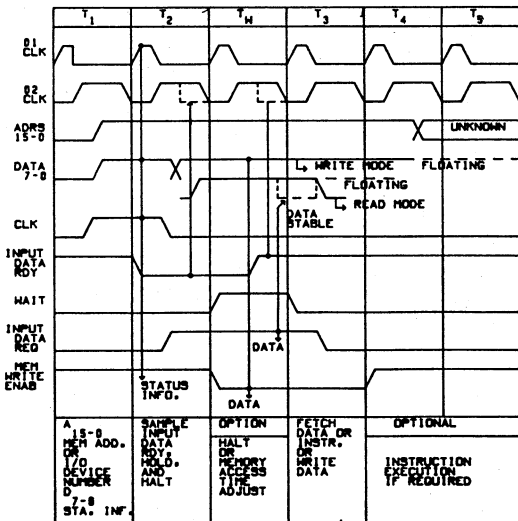 T1 T2 TW T3 T4 T5
01
CLK
02
CLK
ADRS
15-0
UNKNOWN
DATA
7-0
WRITE MODE
FLOATING
FLOATING
READ MODE
DATA
STABLE
CLK
INPUT
DATA
RDY
WAIT
INPUT
DATA
REQ
DATA
MEM
WRITE
ENAB
STATUS
INFO.
DATA
A
15-0
MEM ADD.
OR
I/O
DEVICE
NUMBER
D
7-0
STA. INF.
SAMPLE
INPUT
DATA
RDY,
HOLD,
AND
HALT
OPTION
HALT
OR
MEMORY
ACCESS
TIME
ADJUST
FETCH
DATA OR
INSTR.
OR
WRITE
DATA
OPTIONAL
INSTRUCTION
EXECUTION
IF REQUIRED